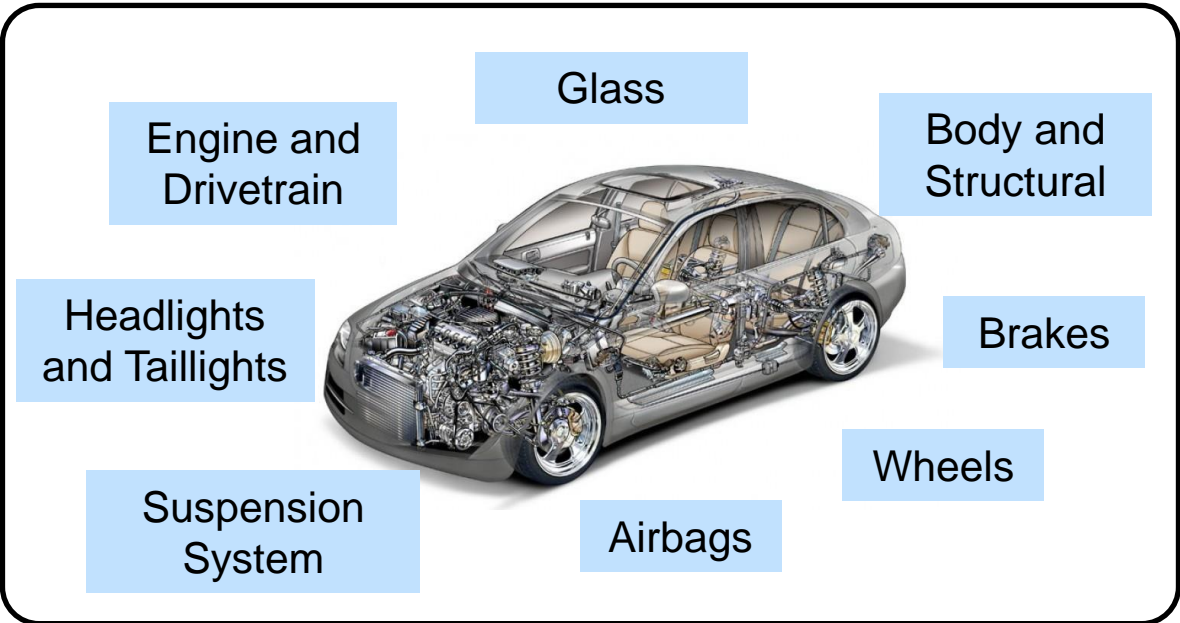 Glass
Engine and
Drivetrain
Body and
Structural
Headlights
and Taillights
Brakes
Wheels
Suspension
System
Airbags